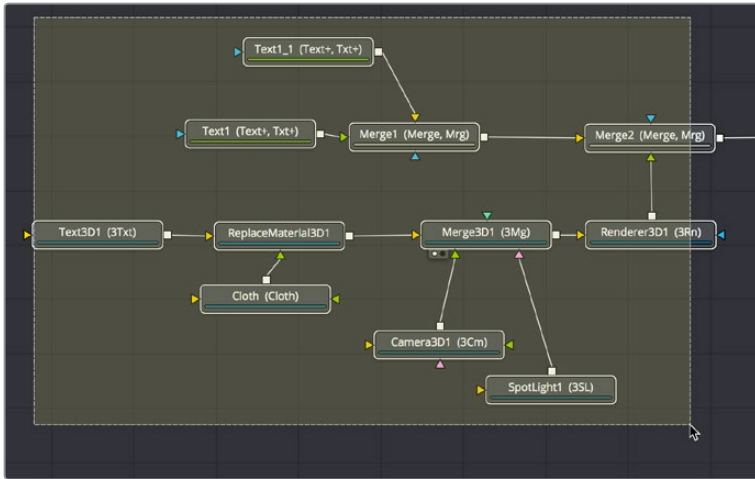 Text1_1 (Text+, Txt+)
Text1 (Text+, Txt+)
Merge1 (Merge, Mrg)
Merge2 (Merge, Mrg)
Text3D1 (3Txt)
ReplaceMaterial3D1
Merge3D1 (3Mg)
Renderer3D1 (3Rn)
Cloth (Cloth)
Camera3D1 (3Cm)
SpotLight1 (3SL)